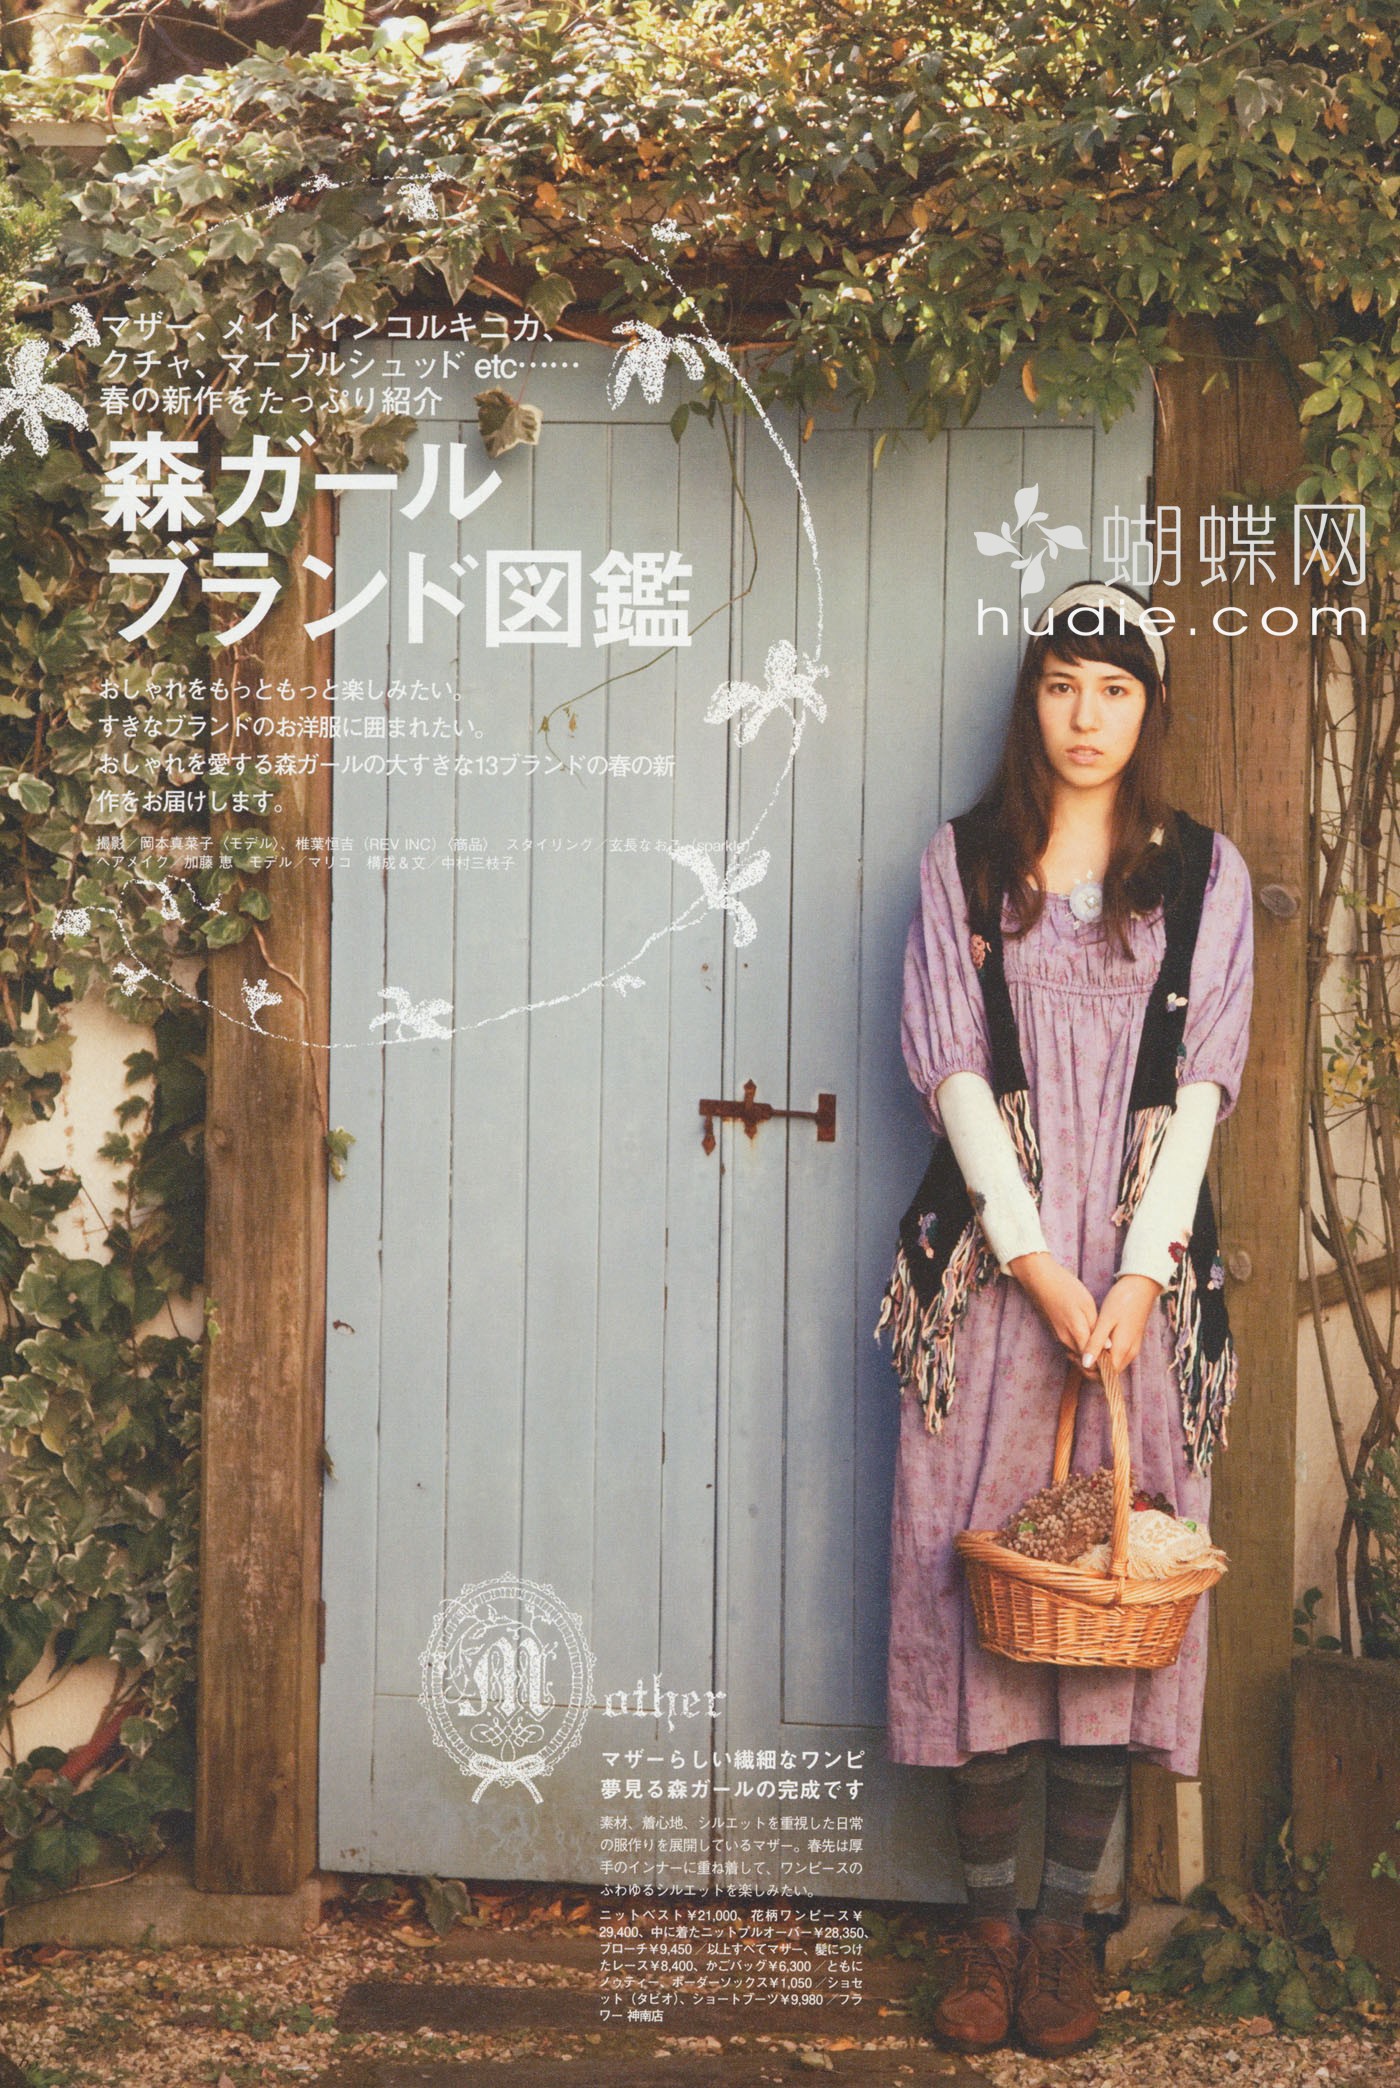 マザー、メイドインコルキニカ、
クチャ、マーブルシュッド etc……
春の新作をたっぷり紹介
森ガール
ブランド図鑑
蝴蝶网
hudie.com
おしゃれをもっともっと楽しみたい。
すきなブランドのお洋服に囲まれたい。
おしゃれを愛する森ガールの大すきな13ブランドの春の新
作をお届けします。
撮影／岡本真菜子〈モデル〉、椎葉恒吉（REV INC）〈商品〉 スタイリング／玄長なおこ（sparkle）
ヘアメイク／加藤 恵 モデル／マリコ 構成＆文／中村三枝子
Mother
マザーらしい繊細なワンピ
夢見る森ガールの完成です
素材、着心地、シルエットを重視した日常
の服作りを展開しているマザー。春先は厚
手のインナーに重ね着して、ワンピースの
ふわゆるシルエットを楽しみたい。
ニットベスト¥21,000、花柄ワンピース¥
29,400、中に着たニットプルオーバー¥28,350、
ブローチ¥9,450／以上すべてマザー、髪につけ
たレース¥8,400、かごバッグ¥6,300／ともに
ノゥティー、ボーダーソックス¥1,050／ショセ
ット（タビオ）、ショートブーツ¥9,980／フラ
ワー 神南店